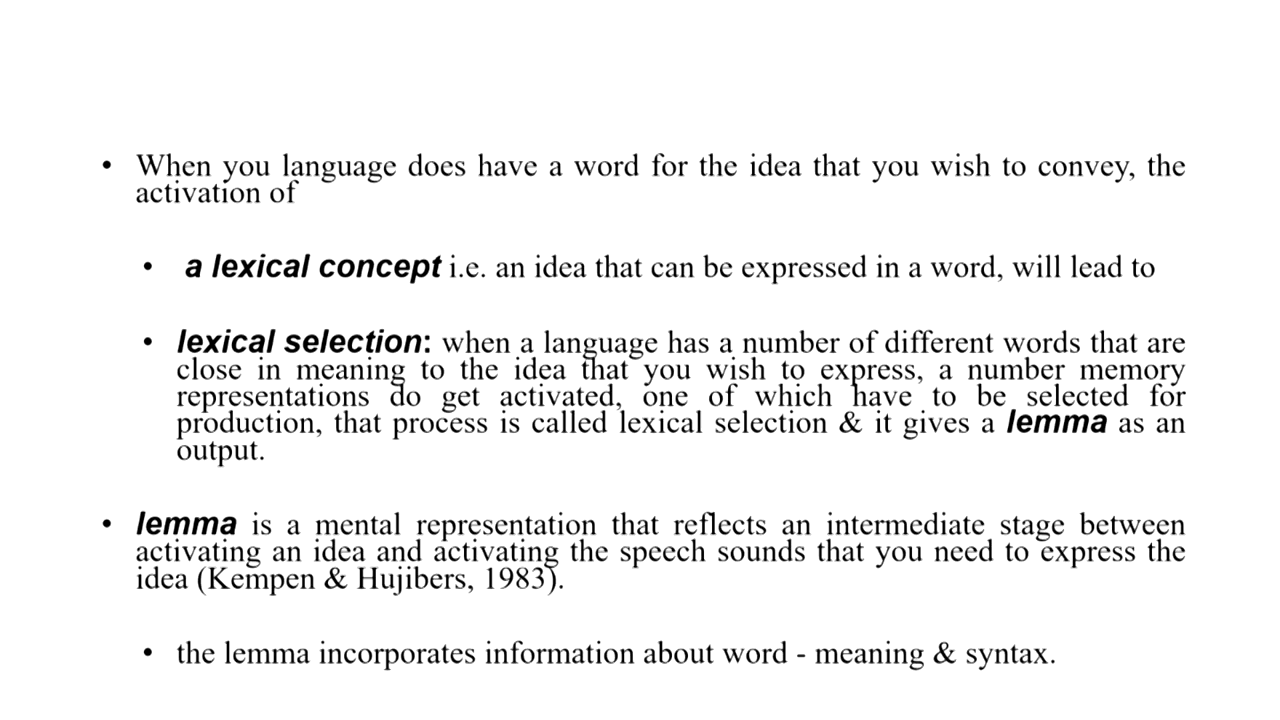 • When you language does have a word for the idea that you wish to convey, the
activation of
• a lexical concept i.e. an idea that can be expressed in a word, will lead to
• lexical selection: when a language has a number of different words that are
close in meaning to the idea that you wish to express, a number memory
representations do get activated, one of which have to be selected for
production, that process is called lexical selection & it gives a lemma as an
output.
• lemma is a mental representation that reflects an intermediate stage between
activating an idea and activating the speech sounds that you need to express the
idea (Kempen & Hujibers, 1983).
• the lemma incorporates information about word - meaning & syntax.